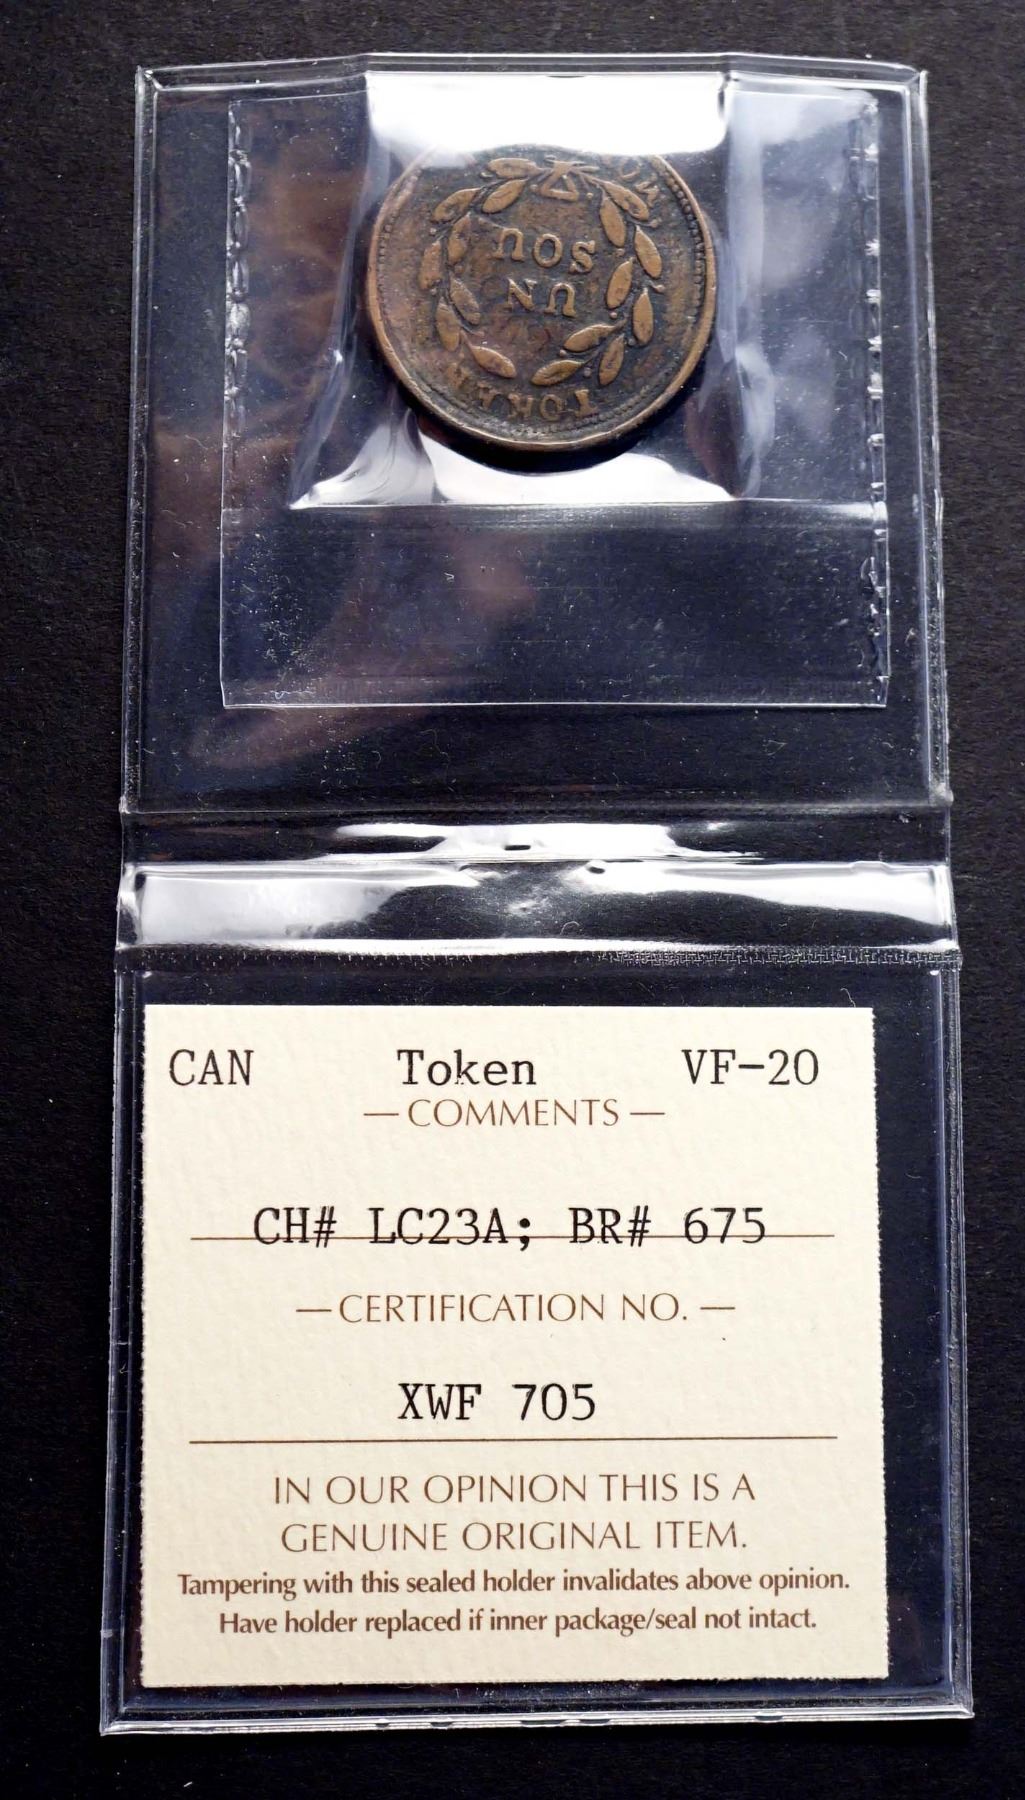 TOKEN
UN
SOU
CAN Token VF-20
— COMMENTS —
CH# LC23A; BR# 675
— CERTIFICATION NO. —
XWF 705
IN OUR OPINION THIS IS A
GENUINE ORIGINAL ITEM.
Tampering with this sealed holder invalidates above opinion.
Have holder replaced if inner package/seal not intact.